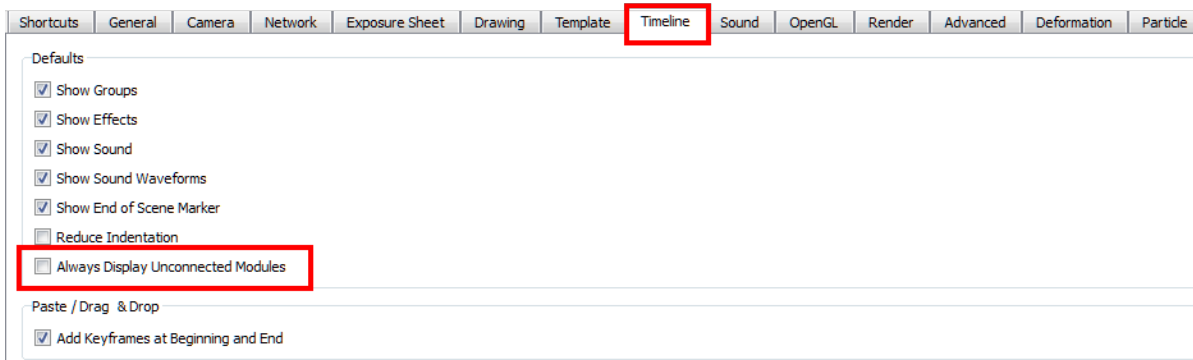 Shortcuts General Camera Network Exposure Sheet Drawing Template Timeline Sound OpenGL Render Advanced Deformation Particle
Defaults
Show Groups
Show Effects
Show Sound
Show Sound Waveforms
Show End of Scene Marker
Reduce Indentation
Always Display Unconnected Modules
Paste / Drag & Drop
Add Keyframes at Beginning and End